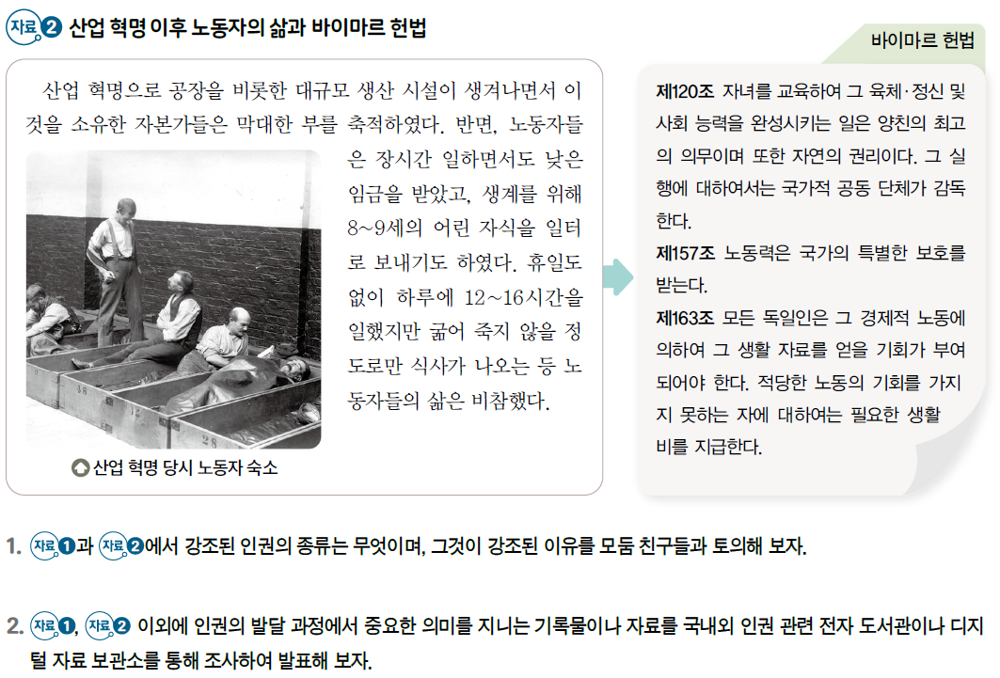 자료 2 산업 혁명 이후 노동자의 삶과 바이마르 헌법
산업 혁명으로 공장을 비롯한 대규모 생산 시설이 생겨나면서 이
것을 소유한 자본가들은 막대한 부를 축적하였다. 반면, 노동자들
은 장시간 일하면서도 낮은
임금을 받았고, 생계를 위해
8~9세의 어린 자식을 일터
로 보내기도 하였다. 휴일도
없이 하루에 12~16시간을
일했지만 굶어 죽지 않을 정
도로만 식사가 나오는 등 노
동자들의 삶은 비참했다.
산업 혁명 당시 노동자 숙소
바이마르 헌법
제120조 자녀를 교육하여 그 육체·정신 및
사회 능력을 완성시키는 일은 양친의 최고
의 의무이며 또한 자연의 권리이다. 그 실
행에 대하여서는 국가적 공동 단체가 감독
한다.
제157조 노동력은 국가의 특별한 보호를
받는다.
제163조 모든 독일인은 그 경제적 노동에
의하여 그 생활 자료를 얻을 기회가 부여
되어야 한다. 적당한 노동의 기회를 가지
지 못하는 자에 대하여는 필요한 생활
비를 지급한다.
1. 자료 1과 자료 2에서 강조된 인권의 종류는 무엇이며, 그것이 강조된 이유를 모둠 친구들과 토의해 보자.
2. 자료 1, 자료 2 이외에 인권의 발달 과정에서 중요한 의미를 지니는 기록물이나 자료를 국내외 인권 관련 전자 도서관이나 디지
털 자료 보관소를 통해 조사하여 발표해 보자.